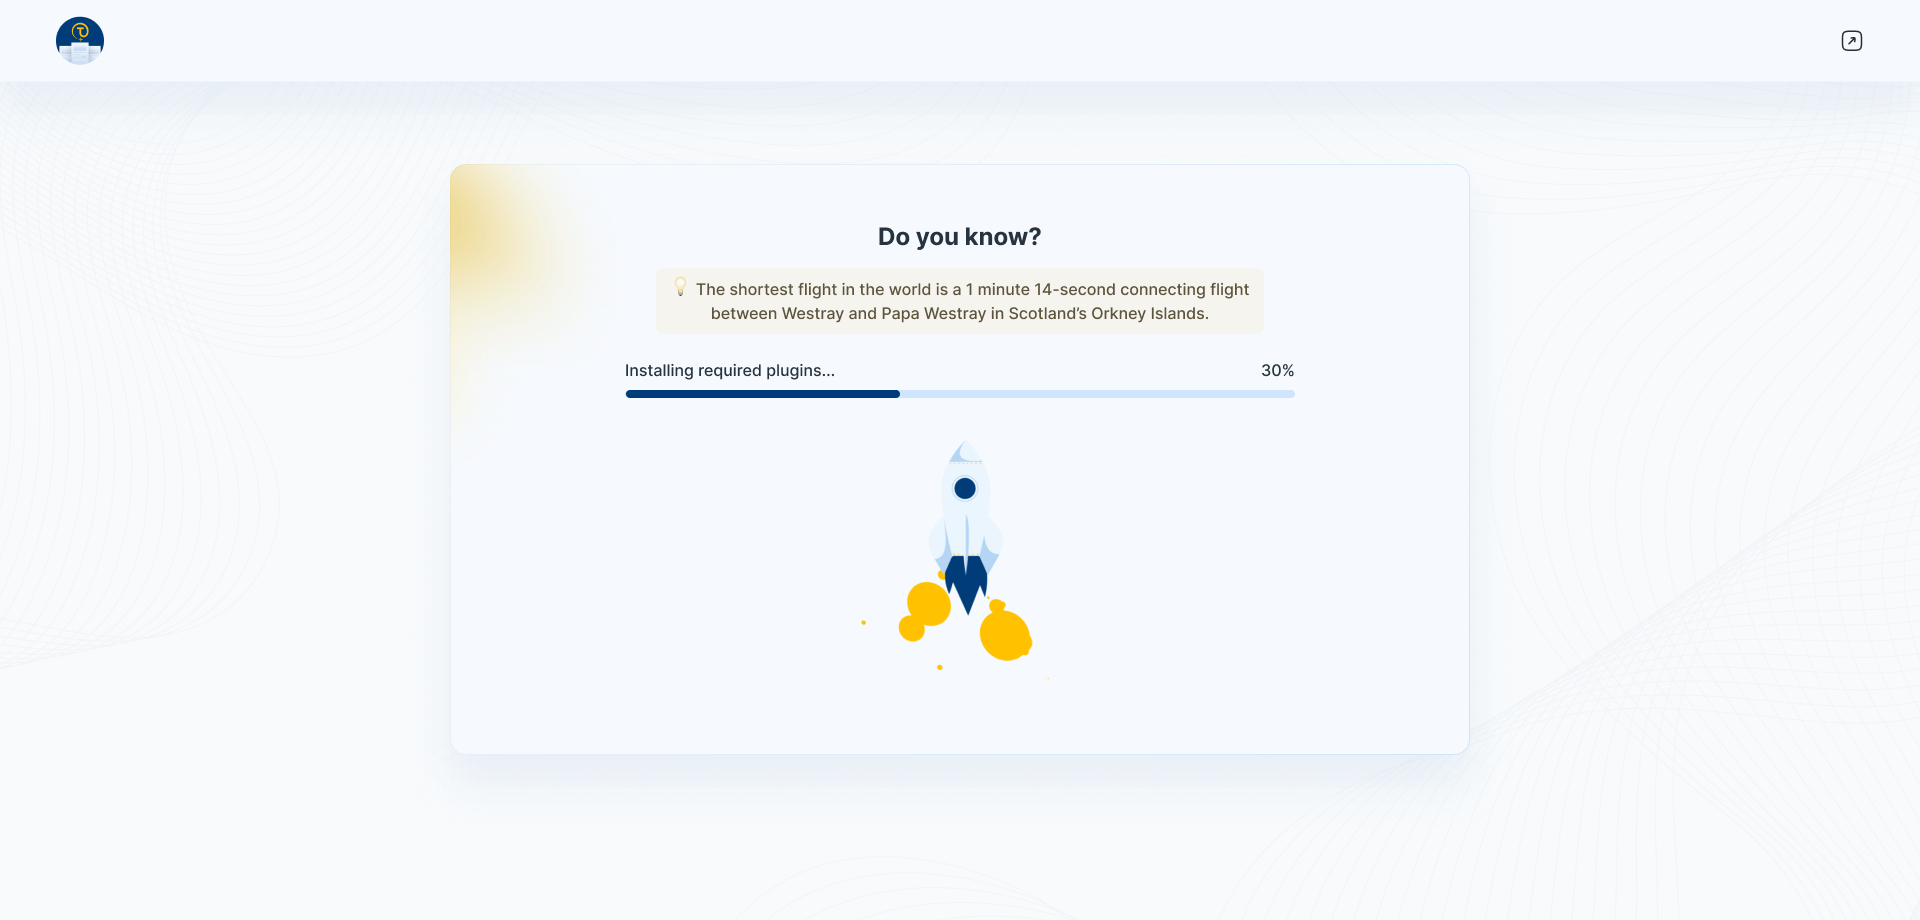 Do you know?
The shortest flight in the world is a 1 minute 14-second connecting flight
between Westray and Papa Westray in Scotland’s Orkney Islands.
Installing required plugins... 30%